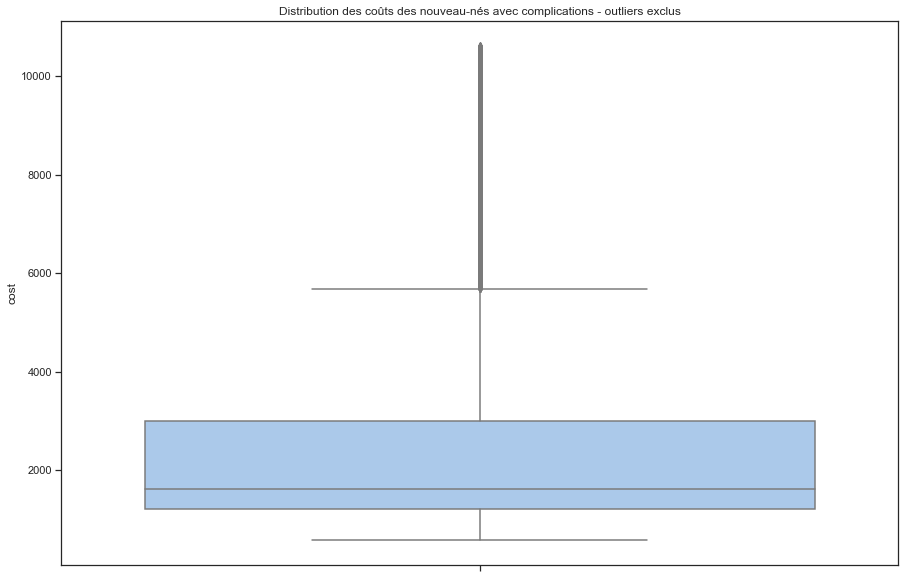 Distribution des coûts des nouveau-nés avec complications - outliers exclus
10000
8000
6000
cost
4000
2000